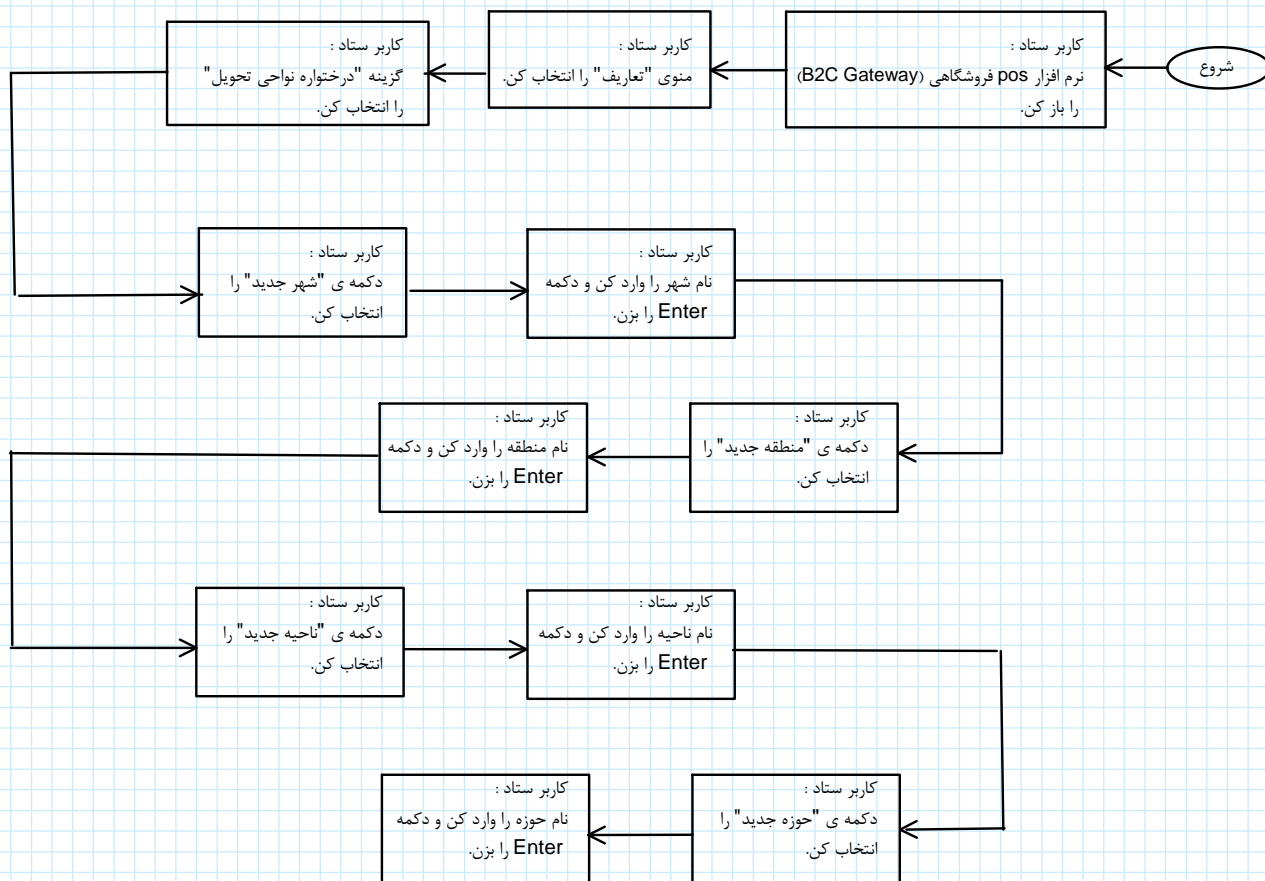 شروع
کاربر ستاد :
نرم افزار pos فروشگاهی (B2C Gateway)
را باز کن.
کاربر ستاد :
منوی "تعاریف" را انتخاب کن.
کاربر ستاد :
گزینه "درختواره نواحی تحویل"
را انتخاب کن.
کاربر ستاد :
دکمه ی "شهر جدید" را
انتخاب کن.
کاربر ستاد :
نام شهر را وارد کن و دکمه
Enter را بزن.
کاربر ستاد :
دکمه ی "منطقه جدید" را
انتخاب کن.
کاربر ستاد :
نام منطقه را وارد کن و دکمه
Enter را بزن.
کاربر ستاد :
دکمه ی "ناحیه جدید" را
انتخاب کن.
کاربر ستاد :
نام ناحیه را وارد کن و دکمه
Enter را بزن.
کاربر ستاد :
دکمه ی "حوزه جدید" را
انتخاب کن.
کاربر ستاد :
نام حوزه را وارد کن و دکمه
Enter را بزن.